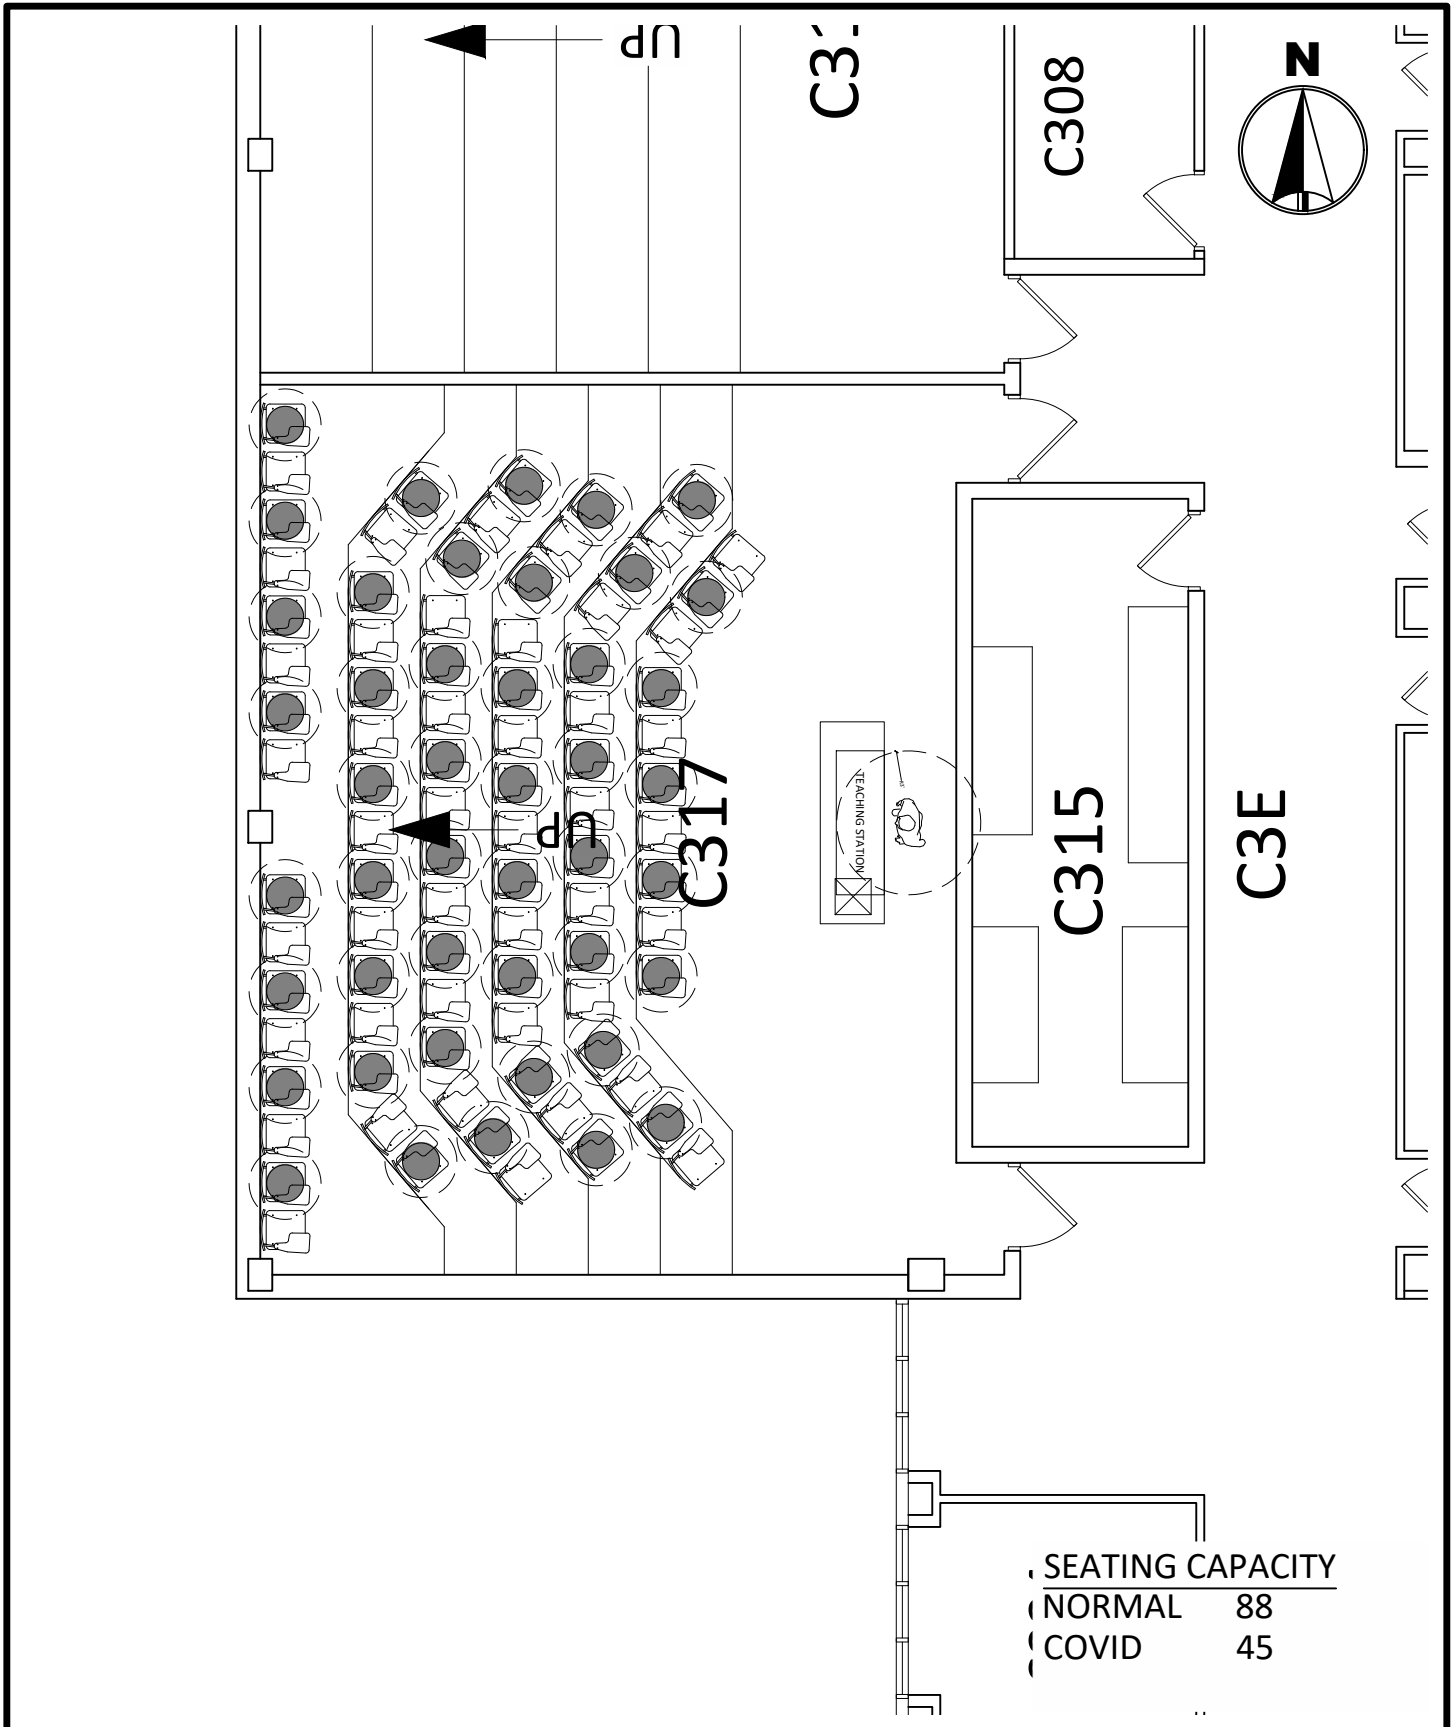 UP
C308
N
C317
UP
TEACHING STATION
C315
C3E
SEATING CAPACITY
NORMAL 88
COVID 45